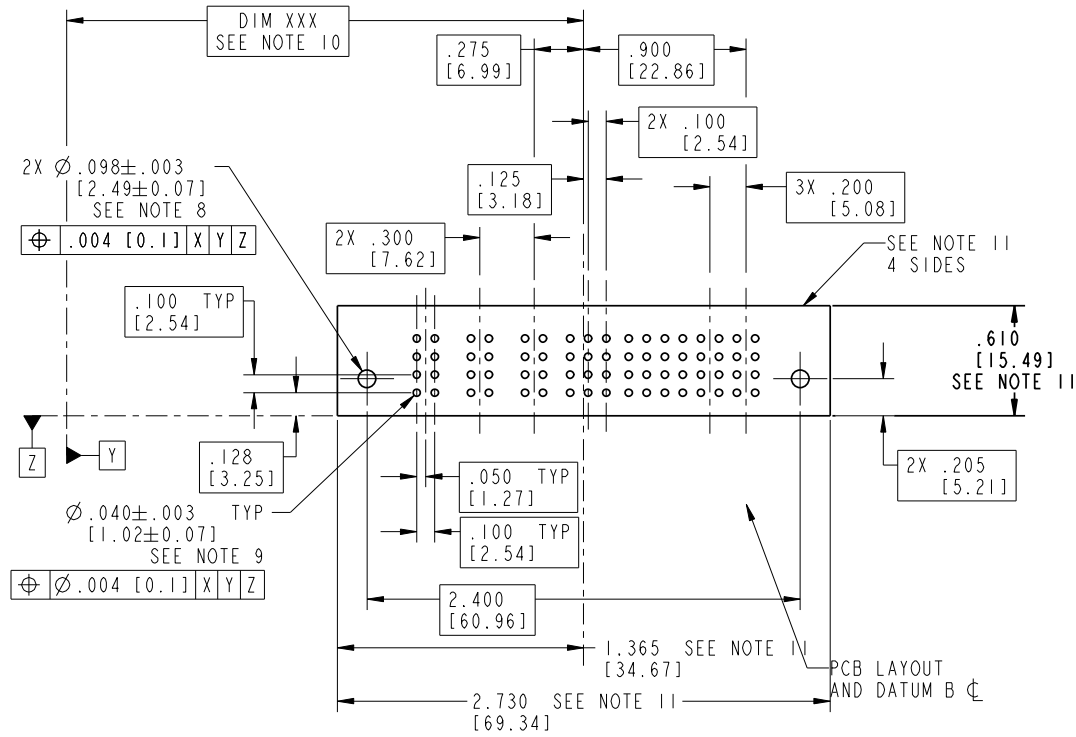 DIM XXX
SEE NOTE 10
.275
[6.99]
.900
[22.86]
2X .100
[2.54]
2X Ø .098±.003
[2.49±0.07]
SEE NOTE 8
⌖ .004 [0.1] X Y Z
.125
[3.18]
3X .200
[5.08]
2X .300
[7.62]
SEE NOTE 11
4 SIDES
.100 TYP
[2.54]
.610
[15.49]
SEE NOTE 11
Z
Y
.128
[3.25]
.050 TYP
[1.27]
2X .205
[5.21]
Ø.040±.003 TYP
[1.02±0.07]
SEE NOTE 9
⌖ Ø.004 [0.1] X Y Z
.100 TYP
[2.54]
2.400
[60.96]
1.365 SEE NOTE 11
[34.67]
PCB LAYOUT
AND DATUM B ℄
2.730 SEE NOTE 11
[69.34]